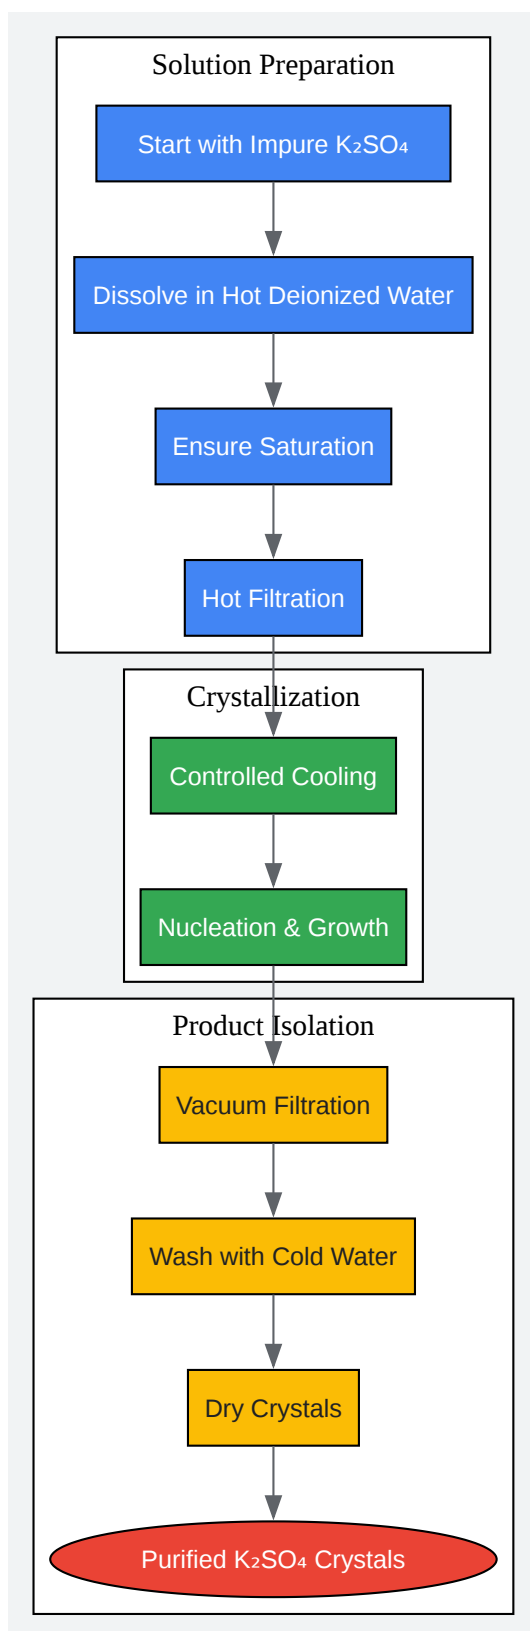 Solution Preparation
Start with Impure K₂SO₄
Dissolve in Hot Deionized Water
Ensure Saturation
Hot Filtration
Crystallization
Controlled Cooling
Nucleation & Growth
Product Isolation
Vacuum Filtration
Wash with Cold Water
Dry Crystals
Purified K₂SO₄ Crystals